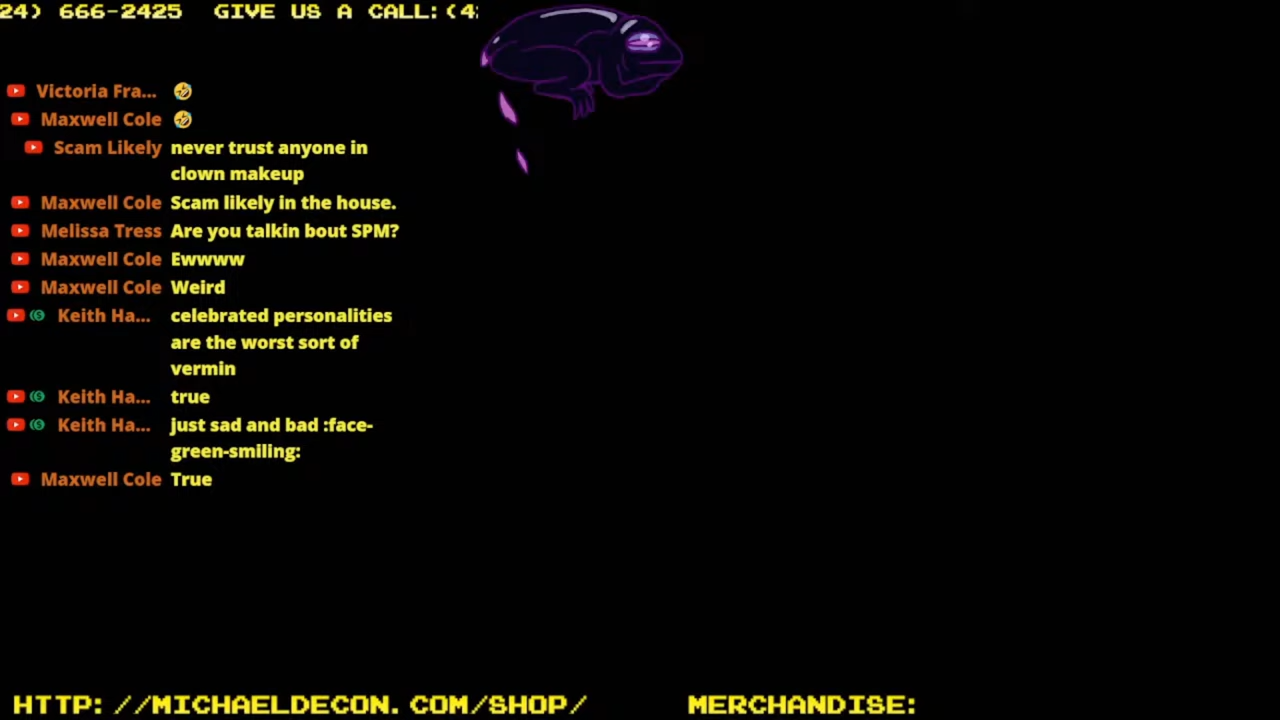 24) 666-2425 GIVE US A CALL: (4
Victoria Fra... 🤣
Maxwell Cole 🤣
Scam Likely never trust anyone in
clown makeup
Maxwell Cole Scam likely in the house.
Melissa Tress Are you talkin bout SPM?
Maxwell Cole Ewwww
Maxwell Cole Weird
Keith Ha... celebrated personalities
are the worst sort of
vermin
Keith Ha... true
Keith Ha... just sad and bad :face-
green-smiling:
Maxwell Cole True
HTTP://MICHAELDECON.COM/SHOP/ MERCHANDISE: